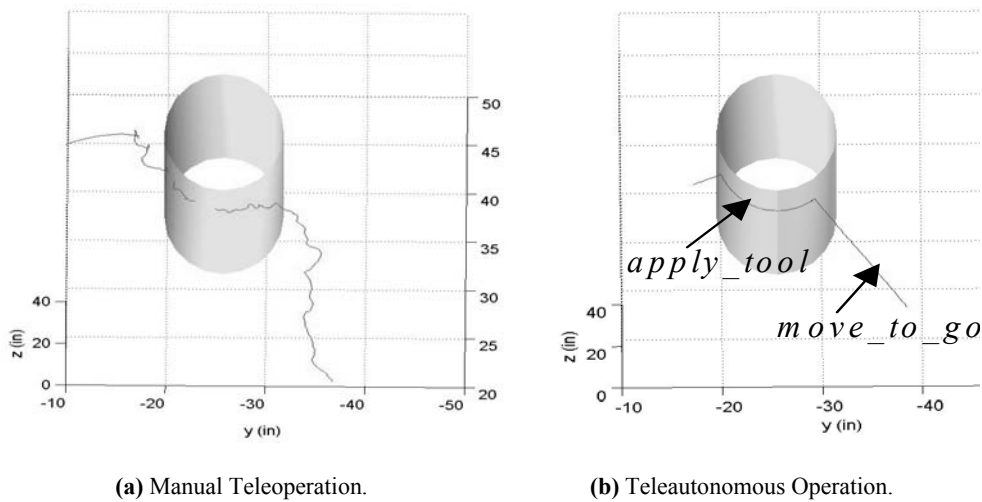 50
45
40
35
30
25
20
z (in)
40
20
0
-10 -20 -30 -40 -50
y (in)
apply_tool
move_to_go
z (in)
40
20
0
-10 -20 -30 -40
y (in)
(a) Manual Teleoperation.
(b) Teleautonomous Operation.